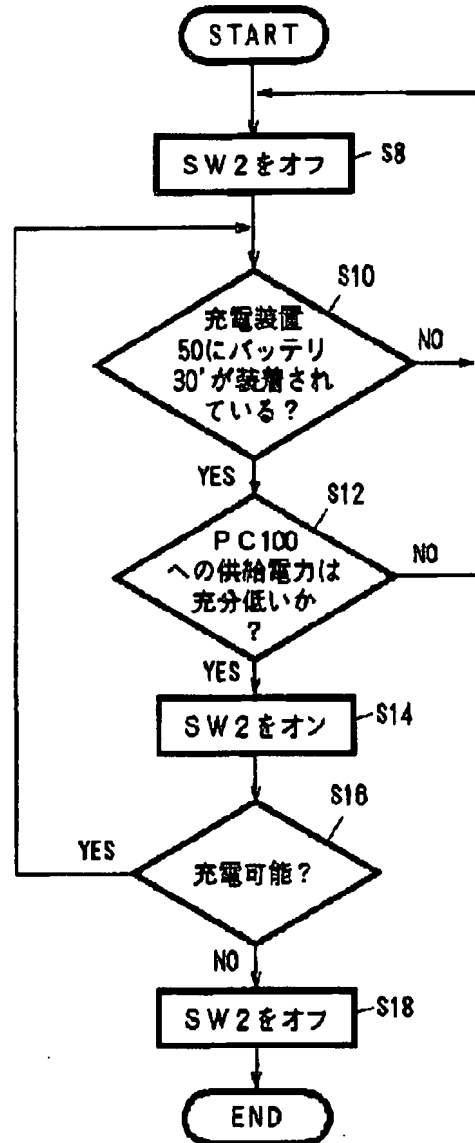 START
SW2をオフ
S8
S10
充電装置
50にバッテリ
30'が装着され
ている?
NO
YES
S12
PC100
への供給電力は
充分低いか
?
NO
YES
SW2をオン
S14
S16
YES
充電可能?
NO
SW2をオフ
S18
END